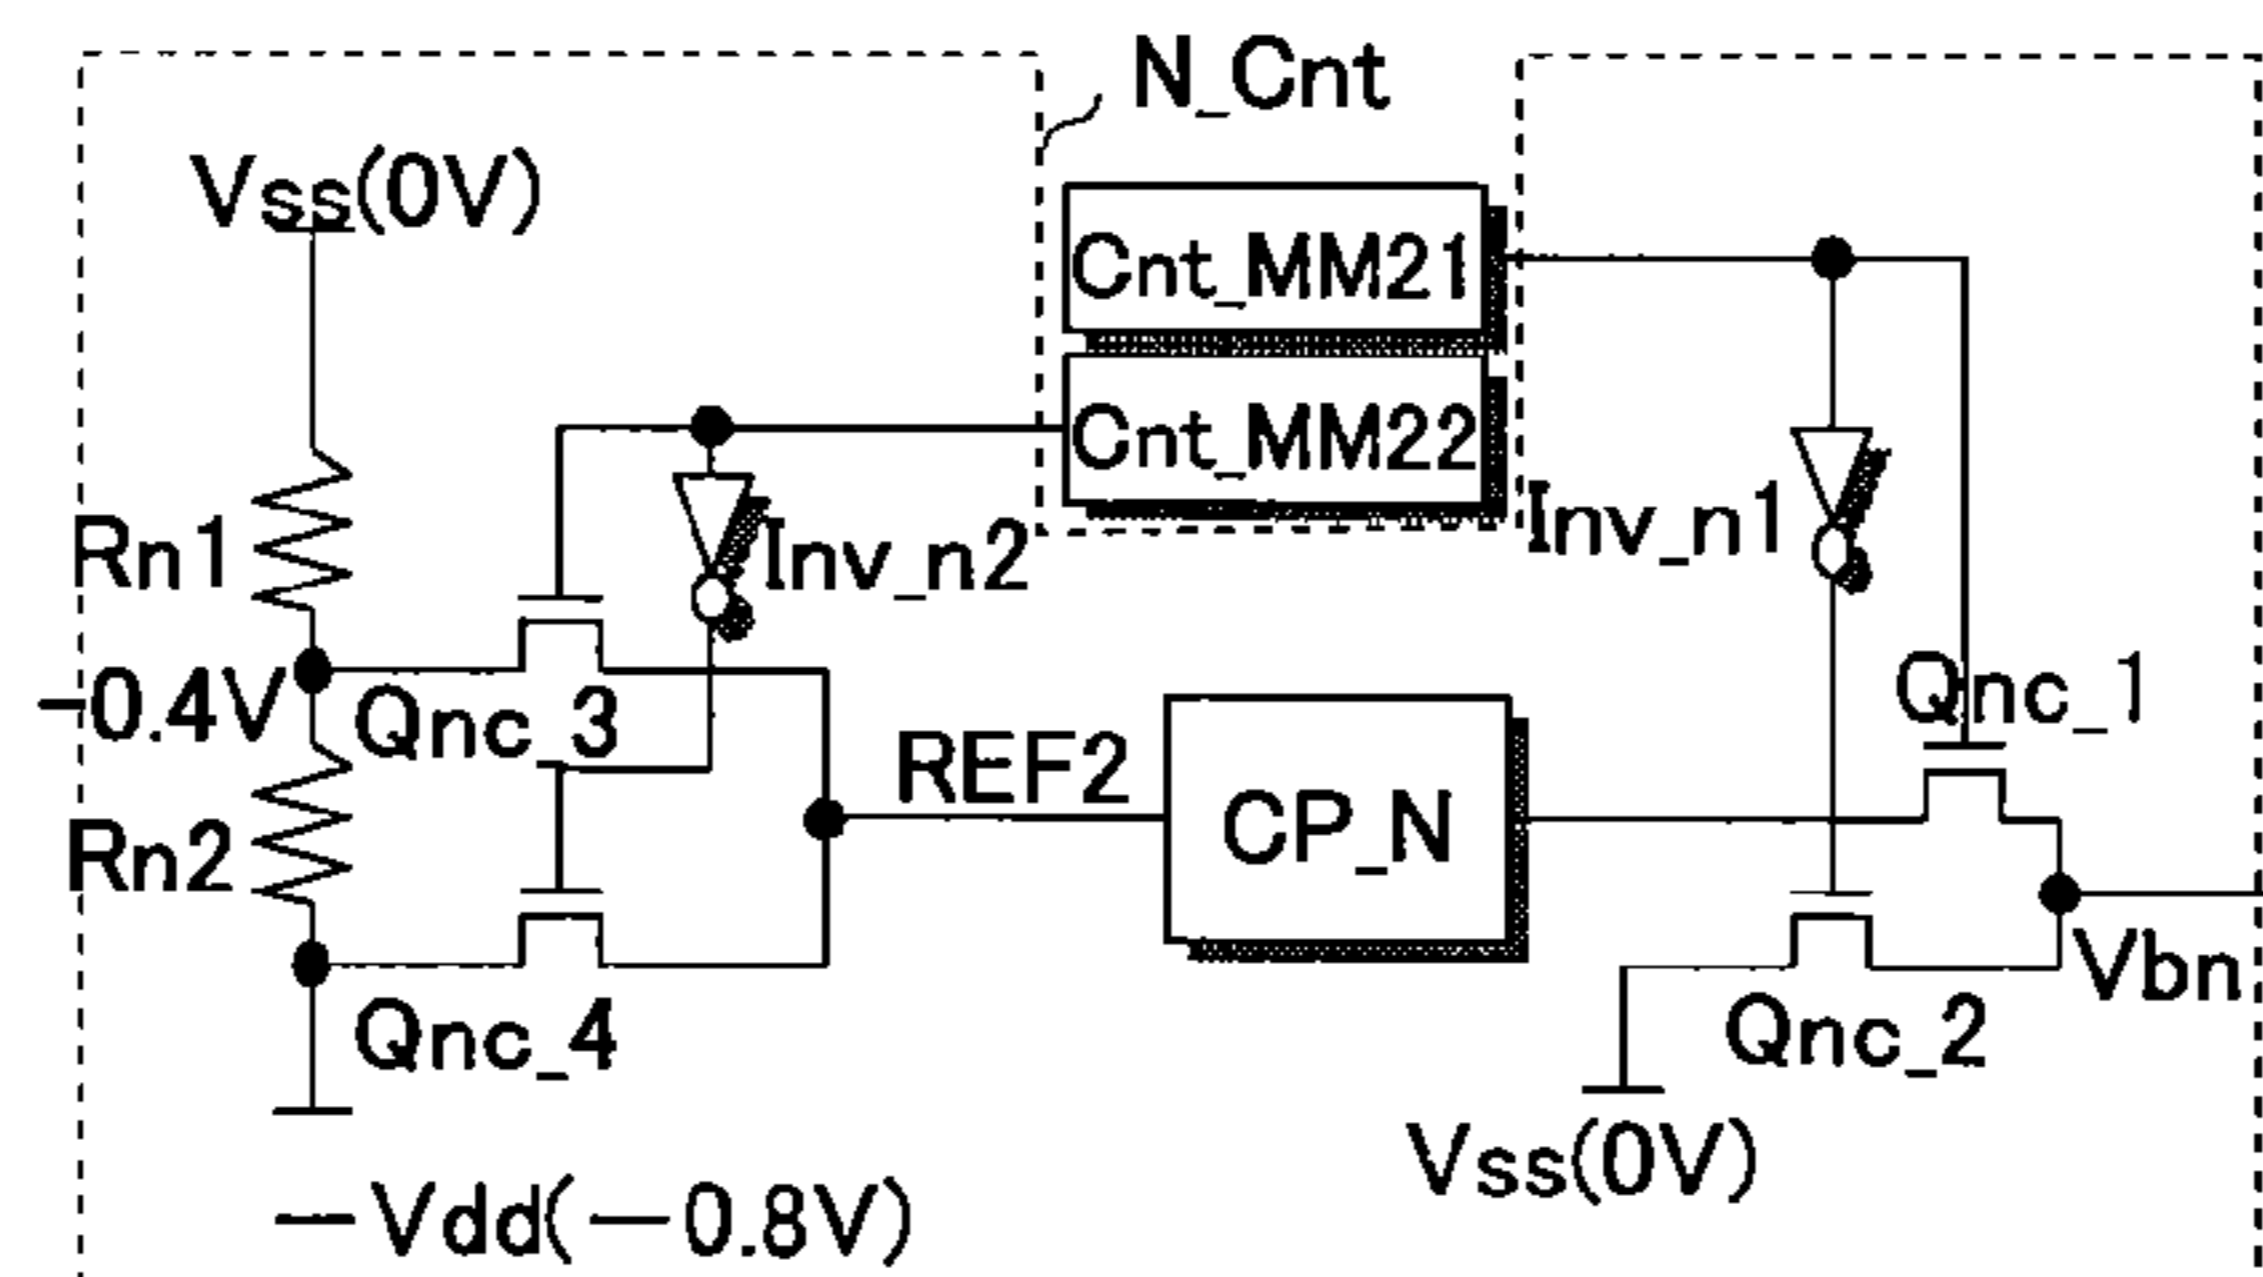 N_Cnt
Vss(0V)
Cnt_MM21
Cnt_MM22
Rn1
Inv_n2
Inv_n1
-0.4V
Qnc_3
Qnc_1
REF2
CP_N
Rn2
Vbn
Qnc_4
Qnc_2
Vss(0V)
-Vdd(-0.8V)